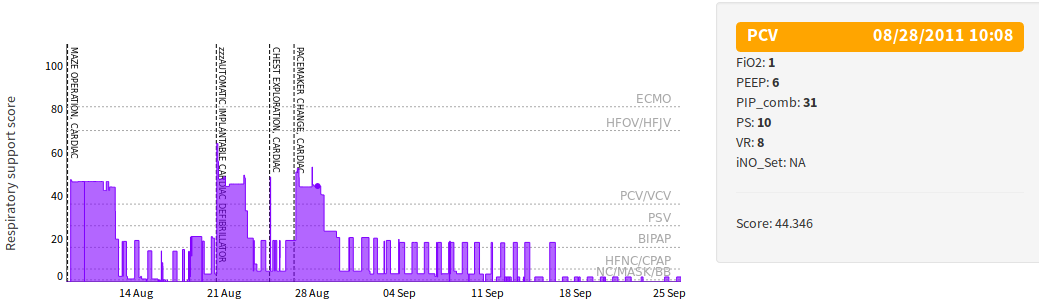 Respiratory support score
100
80
60
40
20
0
MAZE OPERATION, CARDIAC
zzzAUTOMATIC IMPLANTABLE CARDIAC DEFIBRILLATOR
CHEST EXPLORATION, CARDIAC
PACEMAKER CHANGE, CARDIAC
ECMO
HFOV/HFJV
PCV/VCV
PSV
BIPAP
HFNC/CPAP
NC/MASK/BB
14 Aug
21 Aug
28 Aug
04 Sep
11 Sep
18 Sep
25 Sep
PCV 08/28/2011 10:08
FiO2: 1
PEEP: 6
PIP_comb: 31
PS: 10
VR: 8
iNO_Set: NA
Score: 44.346